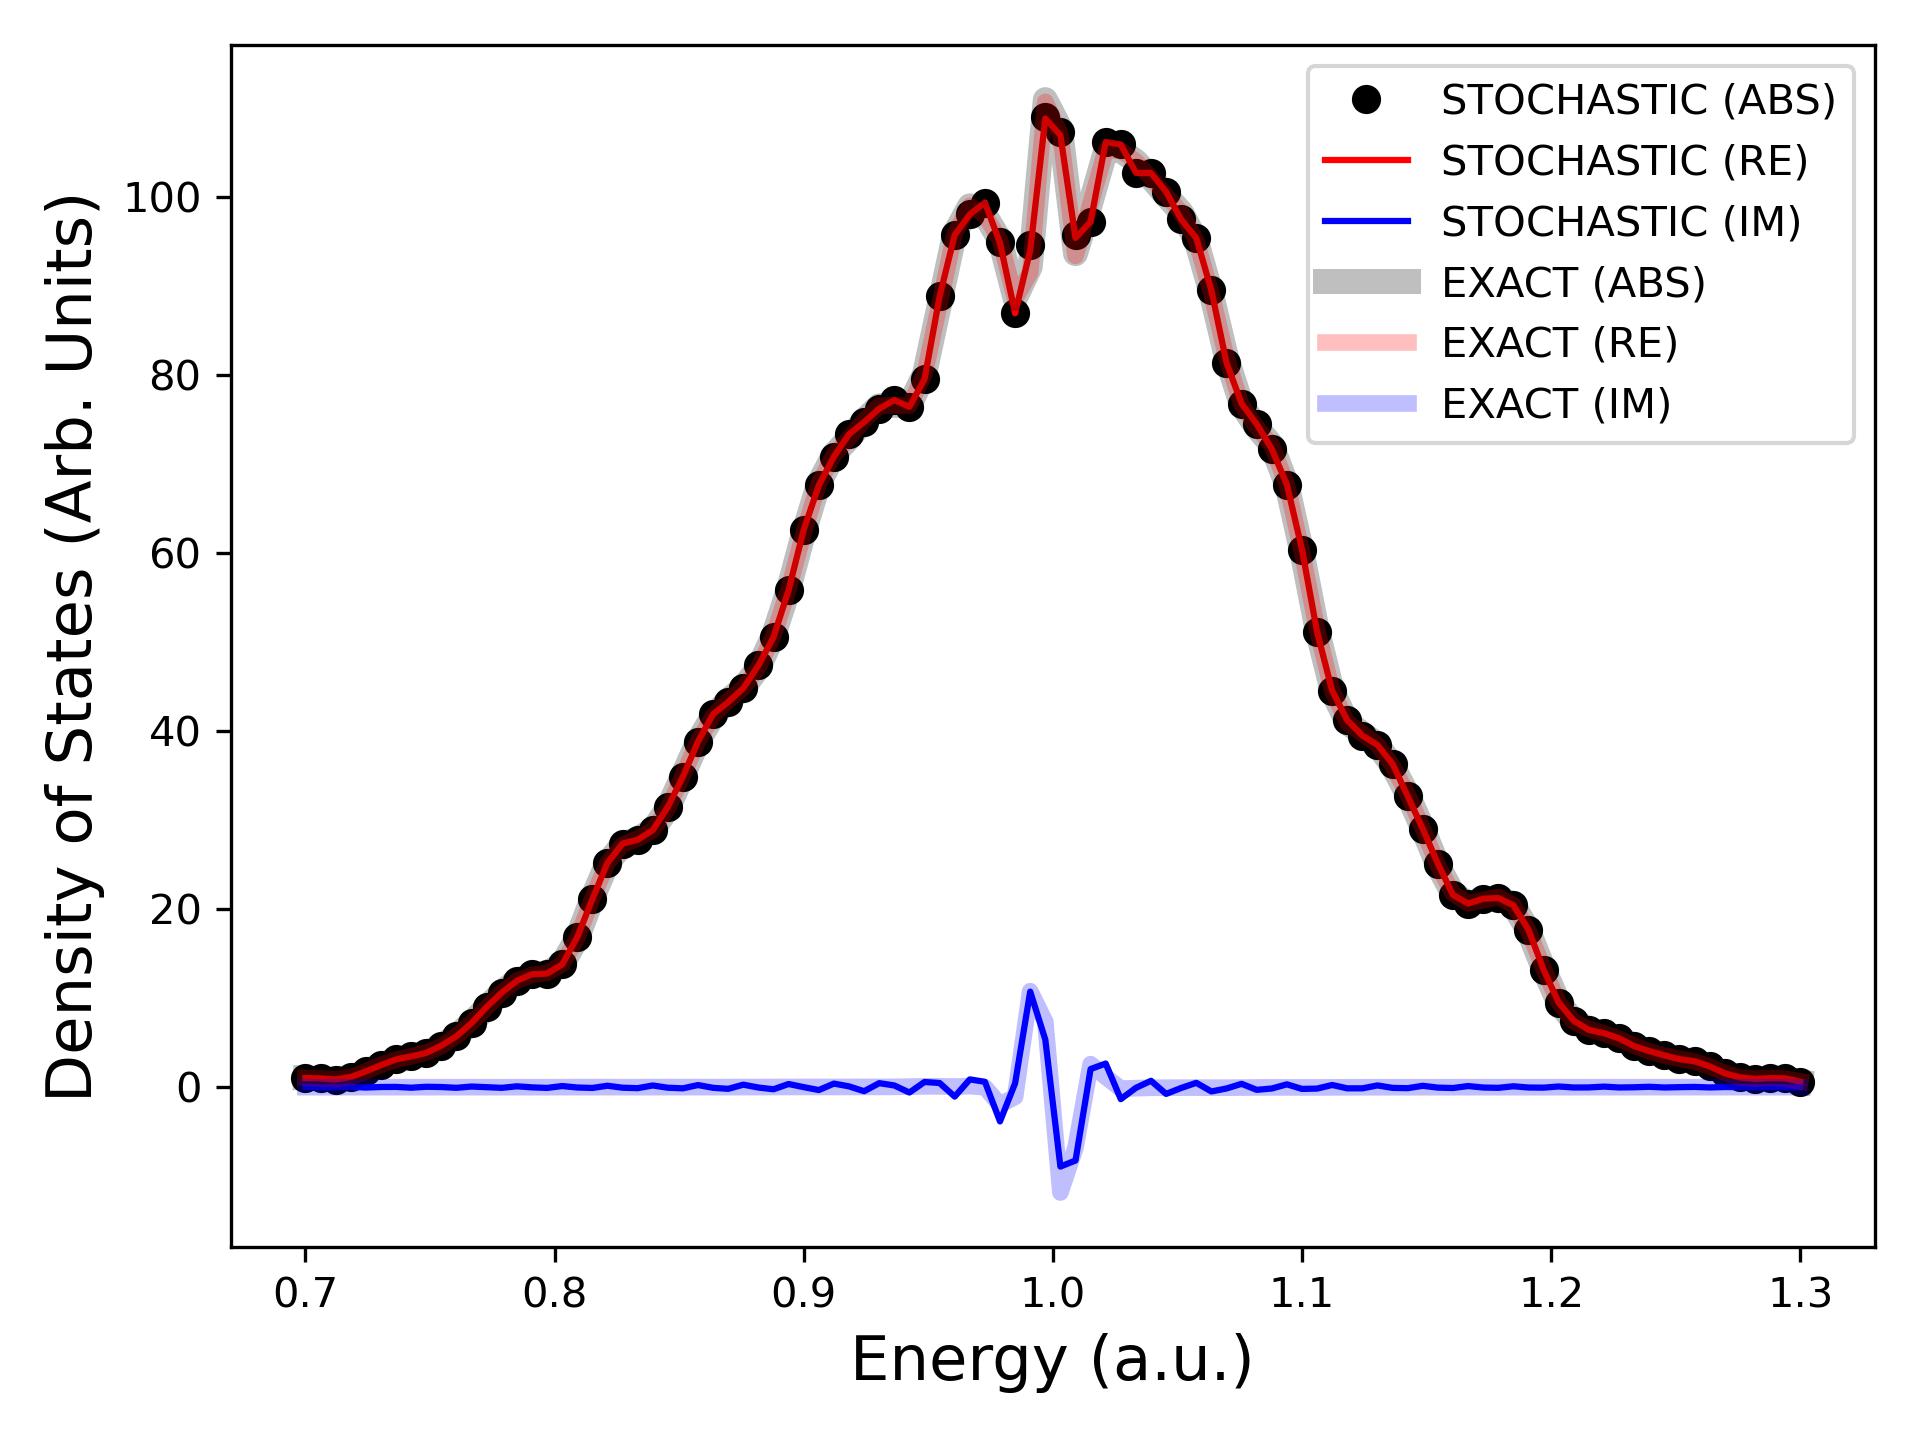 STOCHASTIC (ABS)
STOCHASTIC (RE)
STOCHASTIC (IM)
EXACT (ABS)
EXACT (RE)
EXACT (IM)
Density of States (Arb. Units)
100
80
60
40
20
0
0.7 0.8 0.9 1.0 1.1 1.2 1.3
Energy (a.u.)